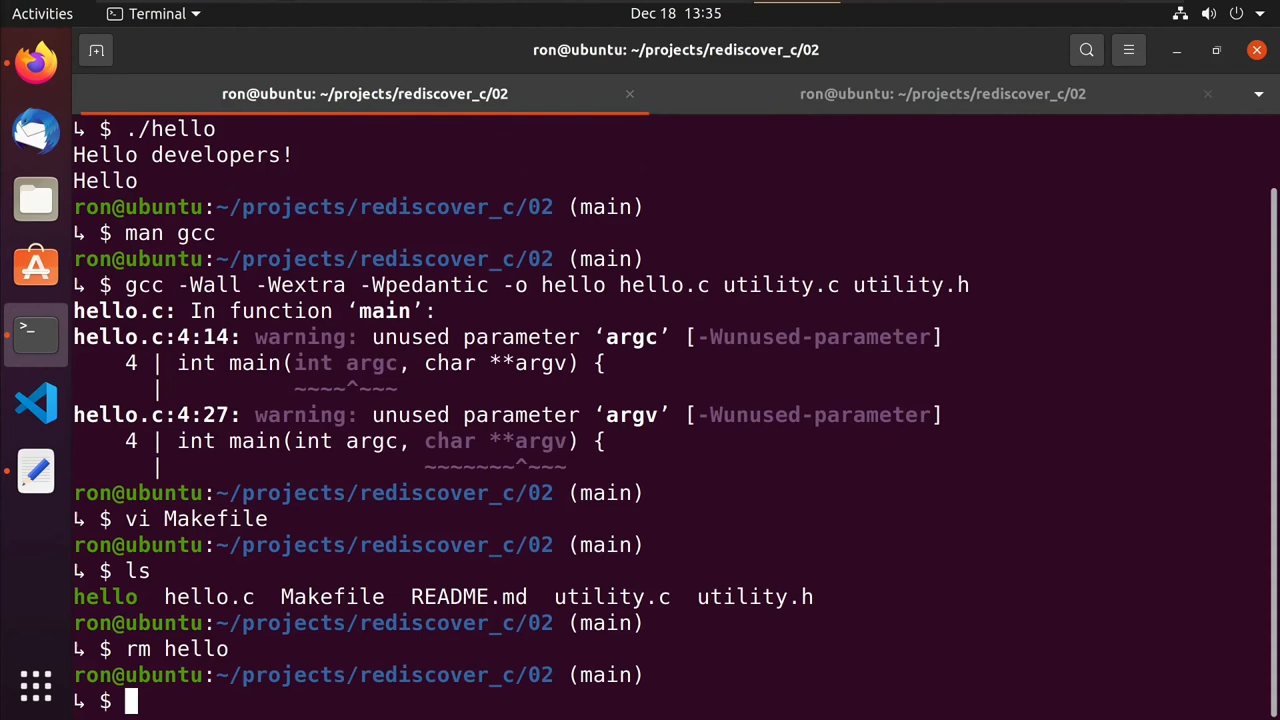 Activities Terminal Dec 18 13:35
ron@ubuntu: ~/projects/rediscover_c/02
ron@ubuntu: ~/projects/rediscover_c/02 ron@ubuntu: ~/projects/rediscover_c/02
↳ $ ./hello
Hello developers!
Hello
ron@ubuntu:~/projects/rediscover_c/02 (main)
↳ $ man gcc
ron@ubuntu:~/projects/rediscover_c/02 (main)
↳ $ gcc -Wall -Wextra -Wpedantic -o hello hello.c utility.c utility.h
hello.c: In function ‘main’:
hello.c:4:14: warning: unused parameter ‘argc’ [-Wunused-parameter]
    4 | int main(int argc, char **argv) {
      |          ~~~~^~~~
hello.c:4:27: warning: unused parameter ‘argv’ [-Wunused-parameter]
    4 | int main(int argc, char **argv) {
      |                    ~~~~~~~^~~~
ron@ubuntu:~/projects/rediscover_c/02 (main)
↳ $ vi Makefile
ron@ubuntu:~/projects/rediscover_c/02 (main)
↳ $ ls
hello  hello.c  Makefile  README.md  utility.c  utility.h
ron@ubuntu:~/projects/rediscover_c/02 (main)
↳ $ rm hello
ron@ubuntu:~/projects/rediscover_c/02 (main)
↳ $